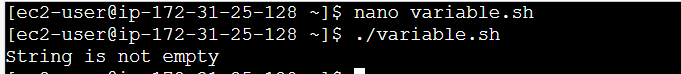 [ec2-user@ip-172-31-25-128 ~]$ nano variable.sh
[ec2-user@ip-172-31-25-128 ~]$ ./variable.sh
String is not empty